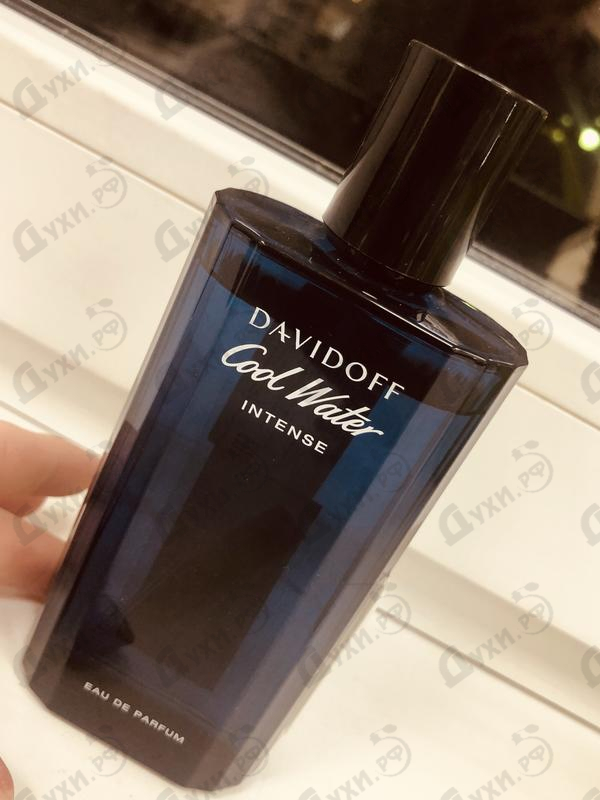 DAVIDOFF
Cool Water
INTENSE
EAU DE PARFUM
Духи.РФ